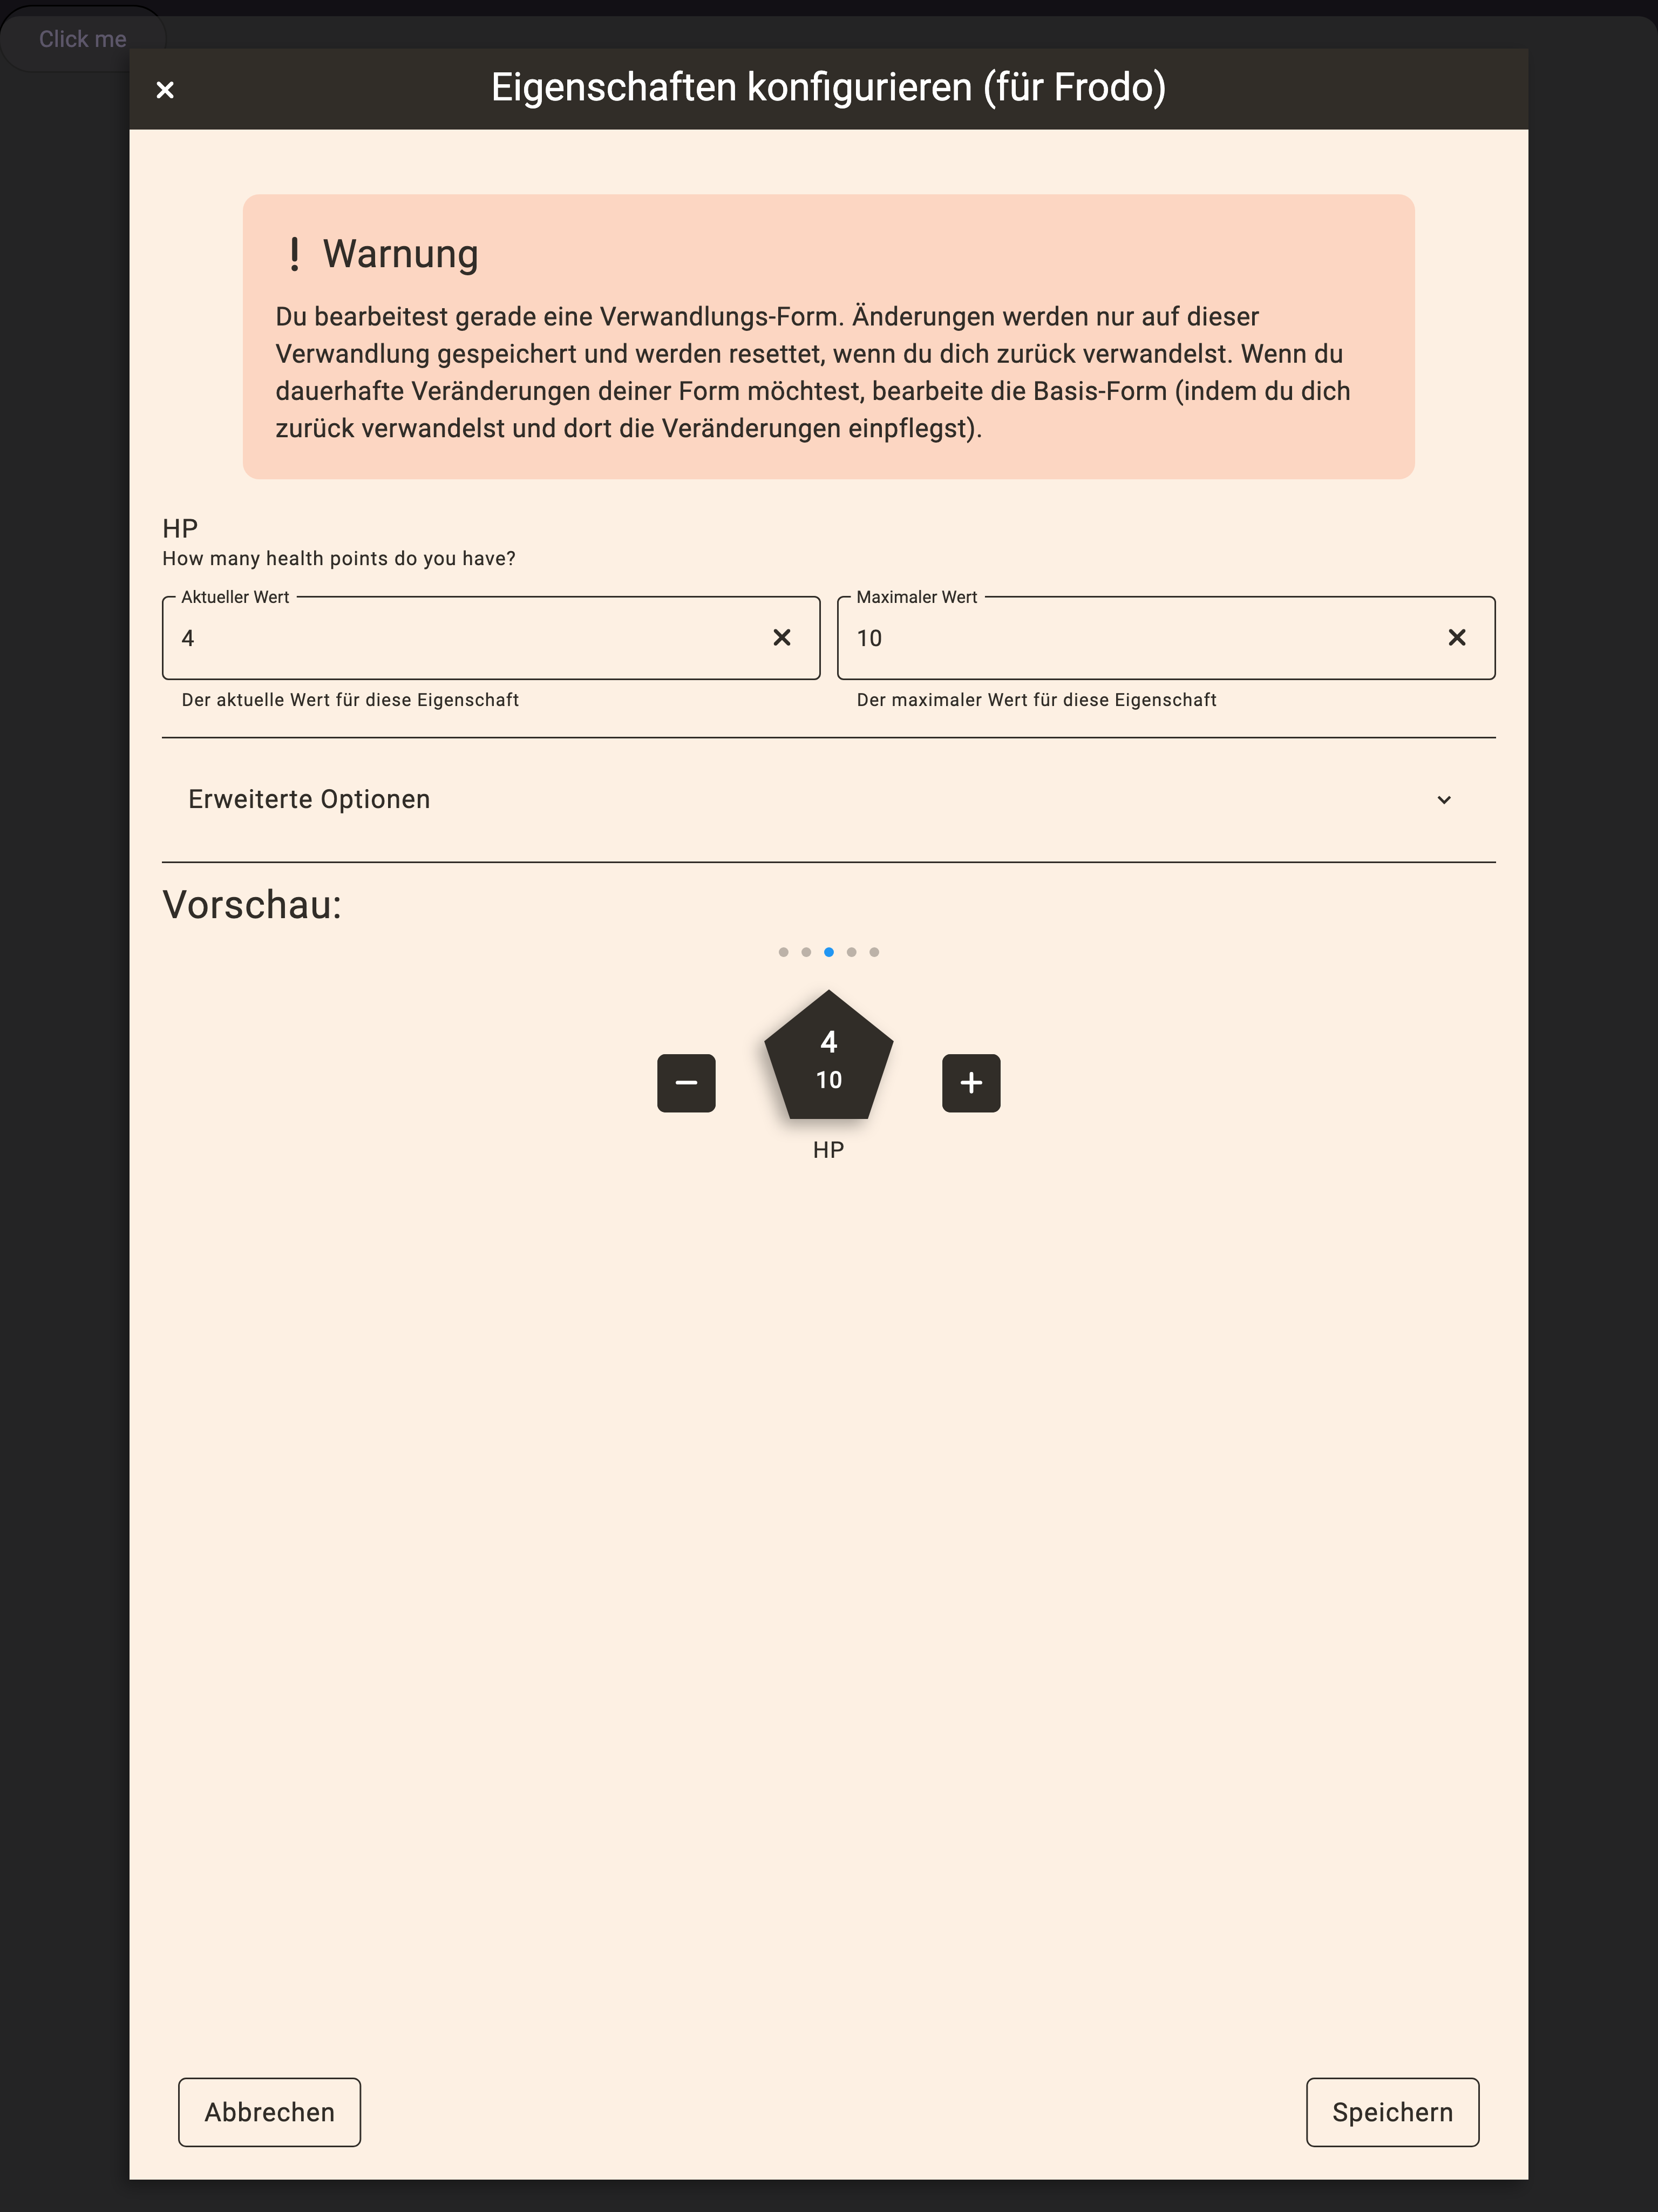 Click me
Eigenschaften konfigurieren (für Frodo)
Warnung
Du bearbeitest gerade eine Verwandlungs-Form. Änderungen werden nur auf dieser
Verwandlung gespeichert und werden resettet, wenn du dich zurück verwandelst. Wenn du
dauerhafte Veränderungen deiner Form möchtest, bearbeite die Basis-Form (indem du dich
zurück verwandelst und dort die Veränderungen einpflegst).
HP
How many health points do you have?
Aktueller Wert
4
Der aktuelle Wert für diese Eigenschaft
Maximaler Wert
10
Der maximaler Wert für diese Eigenschaft
Erweiterte Optionen
Vorschau:
4
10
HP
Abbrechen
Speichern